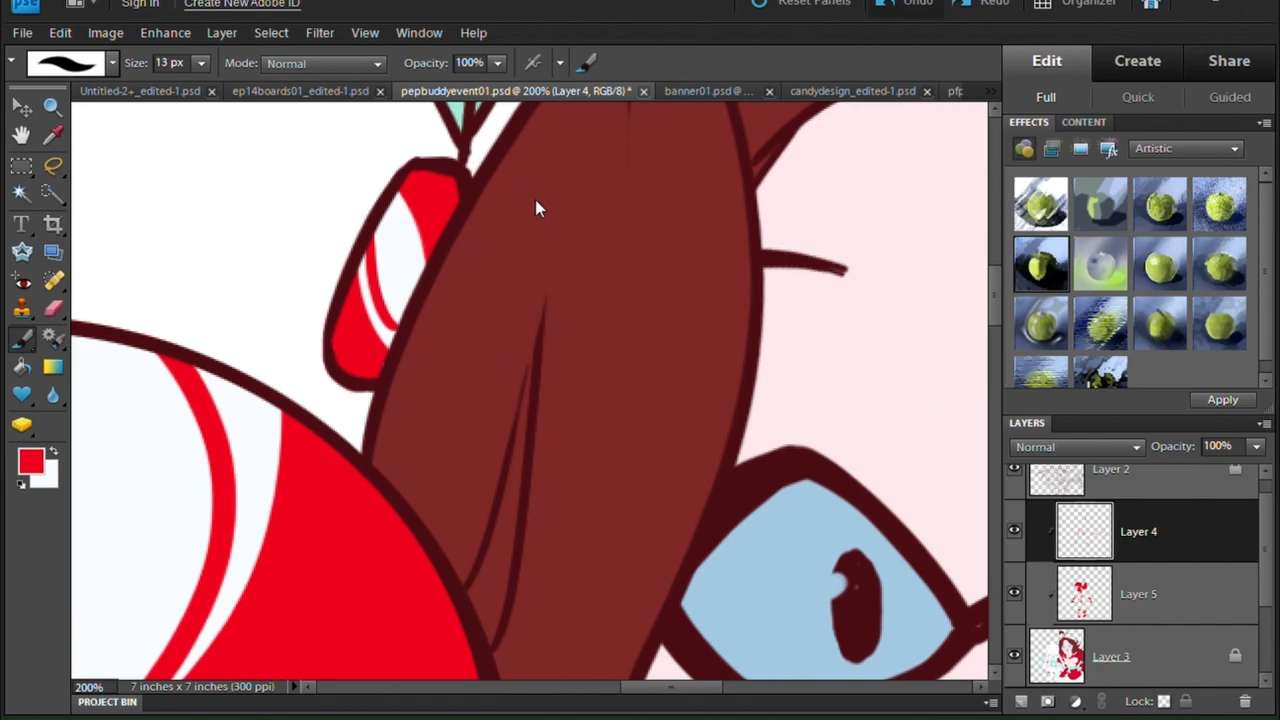 pse Sign In Create New Adobe ID Reset Panels Undo Redo Organizer
File Edit Image Enhance Layer Select Filter View Window Help
Size: 13 px Mode: Normal Opacity: 100% Edit Create Share
Untitled-2+_edited-1.psd ep14boards01_edited-1.psd pepbuddyevent01.psd @ 200% (Layer 4, RGB/8) * banner01.psd @ ... candydesign_edited-1.psd pfp
Full Quick Guided
EFFECTS CONTENT
Artistic
T
Apply
LAYERS
Normal Opacity: 100%
Layer 2
Layer 4
Layer 5
Layer 3
200% 7 inches x 7 inches (300 ppi)
Lock:
PROJECT BIN